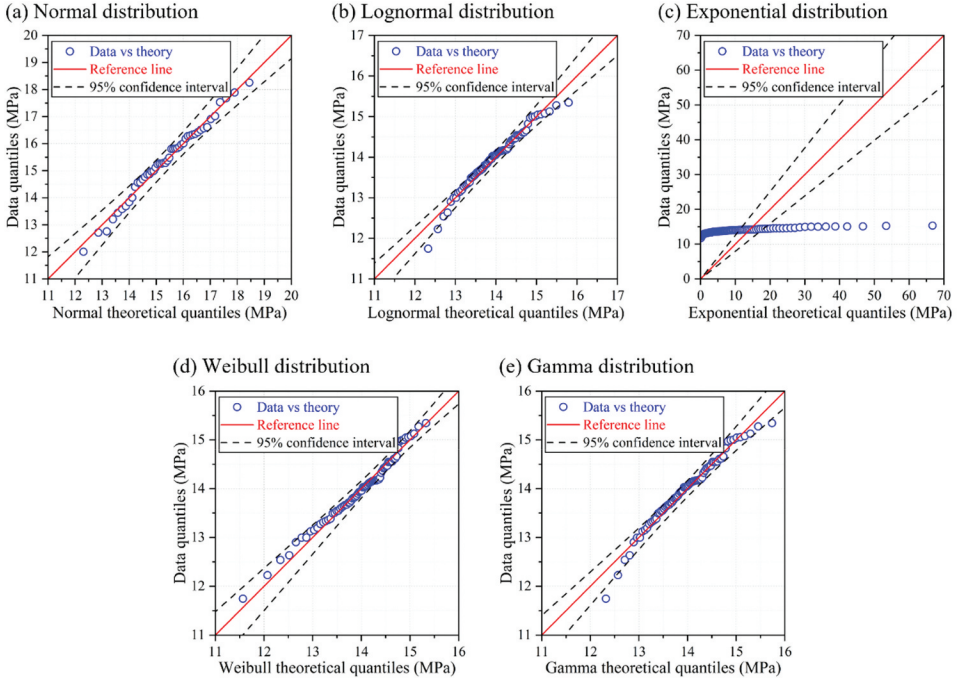 (a) Normal distribution
20
19
18
17
16
15
14
13
12
11
Data quantiles (MPa)
Data vs theory
Reference line
95% confidence interval
11 12 13 14 15 16 17 18 19 20
Normal theoretical quantiles (MPa)
(b) Lognormal distribution
17
16
15
14
13
12
11
Data quantiles (MPa)
Data vs theory
Reference line
95% confidence interval
11 12 13 14 15 16 17
Lognormal theoretical quantiles (MPa)
(c) Exponential distribution
70
60
50
40
30
20
10
0
Data quantiles (MPa)
Data vs theory
Reference line
95% confidence interval
0 10 20 30 40 50 60 70
Exponential theoretical quantiles (MPa)
(d) Weibull distribution
16
15
14
13
12
11
Data quantiles (MPa)
Data vs theory
Reference line
95% confidence interval
11 12 13 14 15 16
Weibull theoretical quantiles (MPa)
(e) Gamma distribution
16
15
14
13
12
11
Data quantiles (MPa)
Data vs theory
Reference line
95% confidence interval
11 12 13 14 15 16
Gamma theoretical quantiles (MPa)